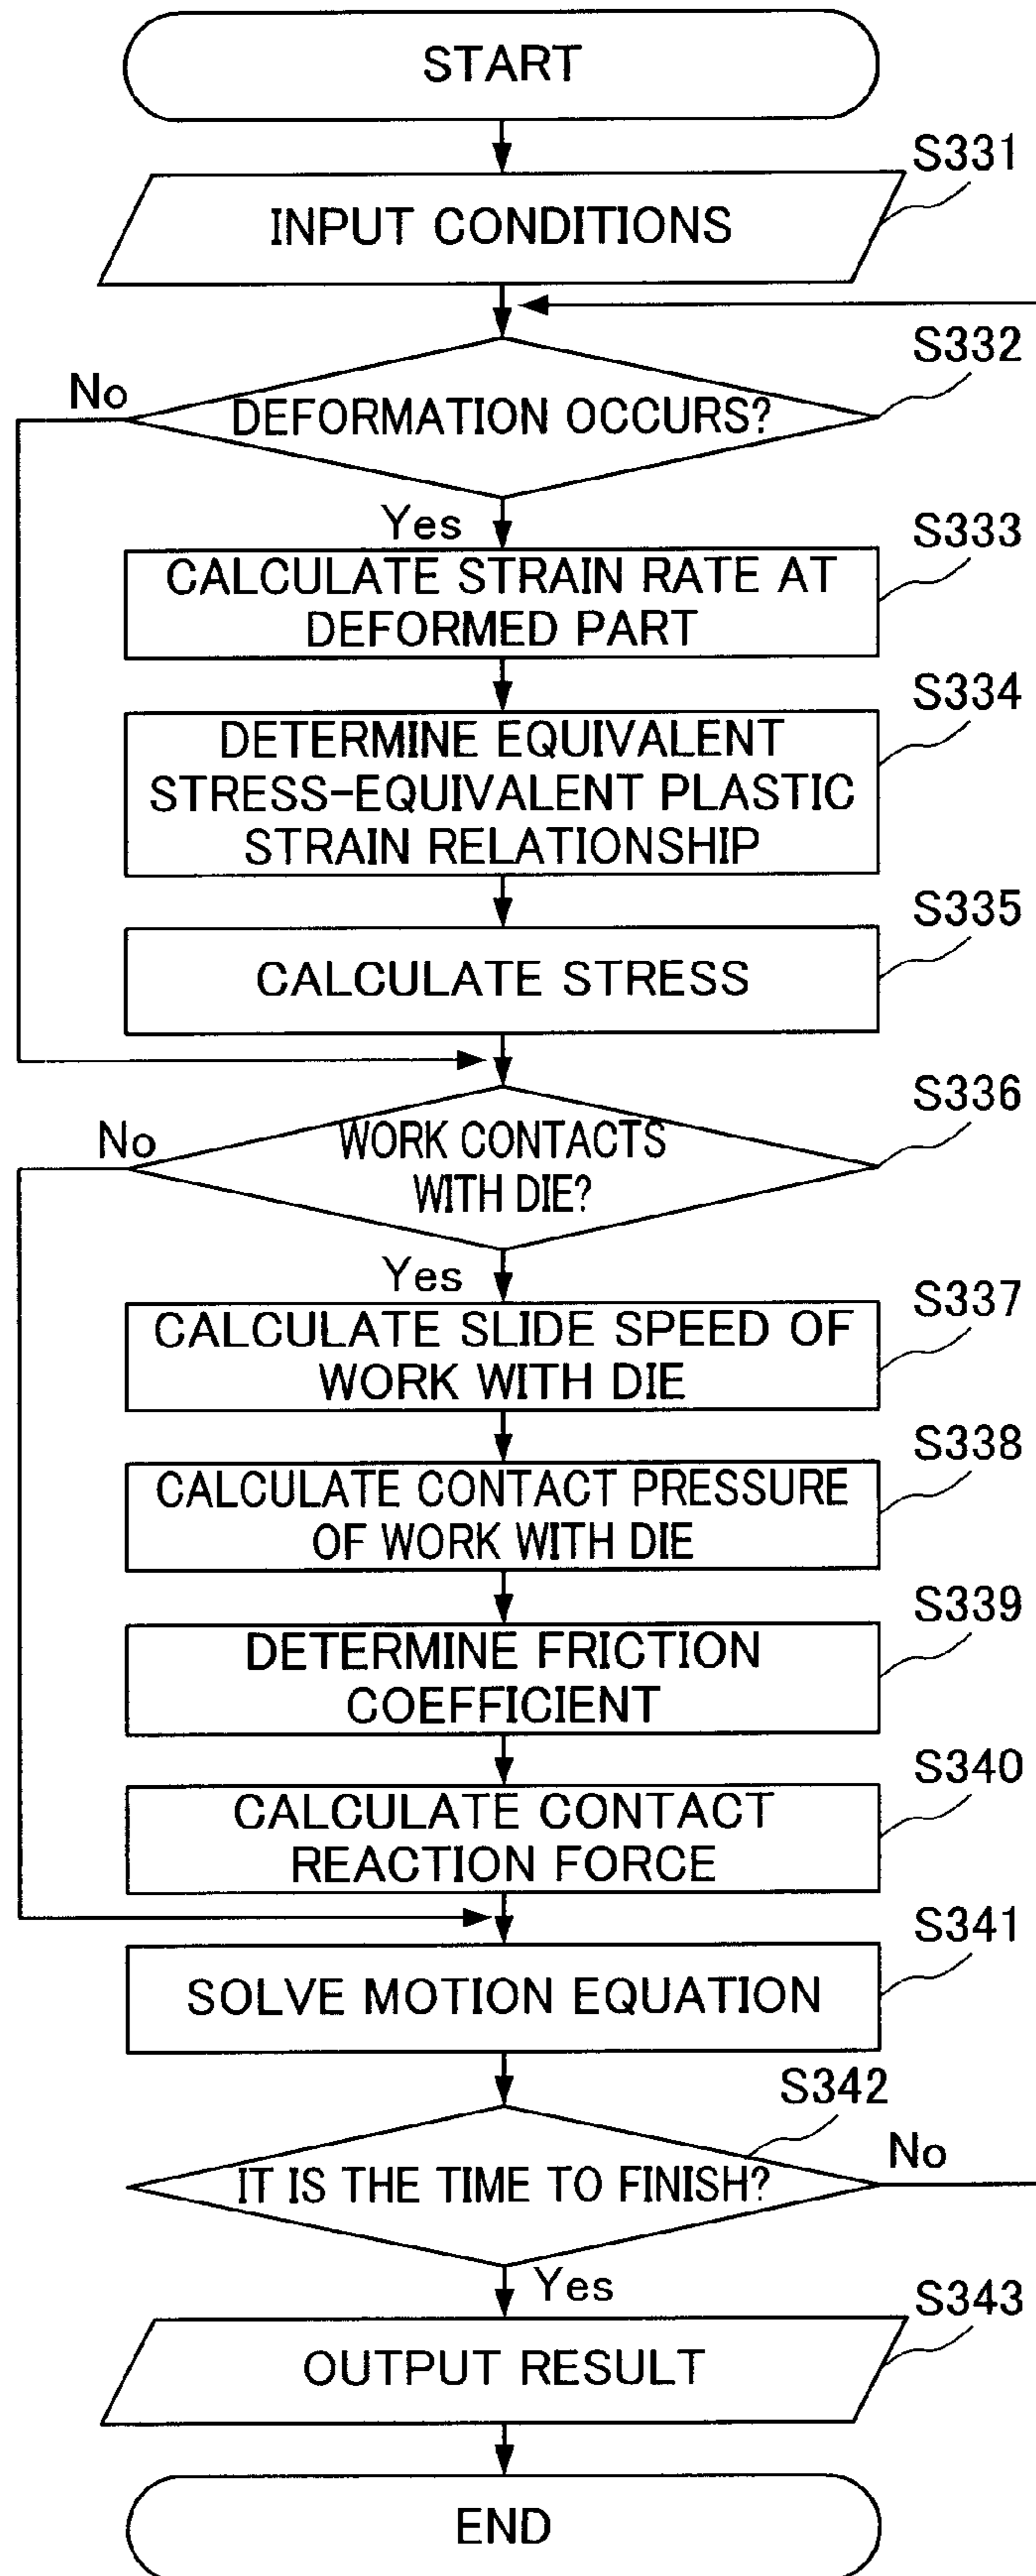 START
S331
INPUT CONDITIONS
S332
No
DEFORMATION OCCURS?
Yes
S333
CALCULATE STRAIN RATE AT
DEFORMED PART
S334
DETERMINE EQUIVALENT
STRESS-EQUIVALENT PLASTIC
STRAIN RELATIONSHIP
S335
CALCULATE STRESS
S336
No
WORK CONTACTS
WITH DIE?
Yes
S337
CALCULATE SLIDE SPEED OF
WORK WITH DIE
S338
CALCULATE CONTACT PRESSURE
OF WORK WITH DIE
S339
DETERMINE FRICTION
COEFFICIENT
S340
CALCULATE CONTACT
REACTION FORCE
S341
SOLVE MOTION EQUATION
S342
No
IT IS THE TIME TO FINISH?
Yes
S343
OUTPUT RESULT
END